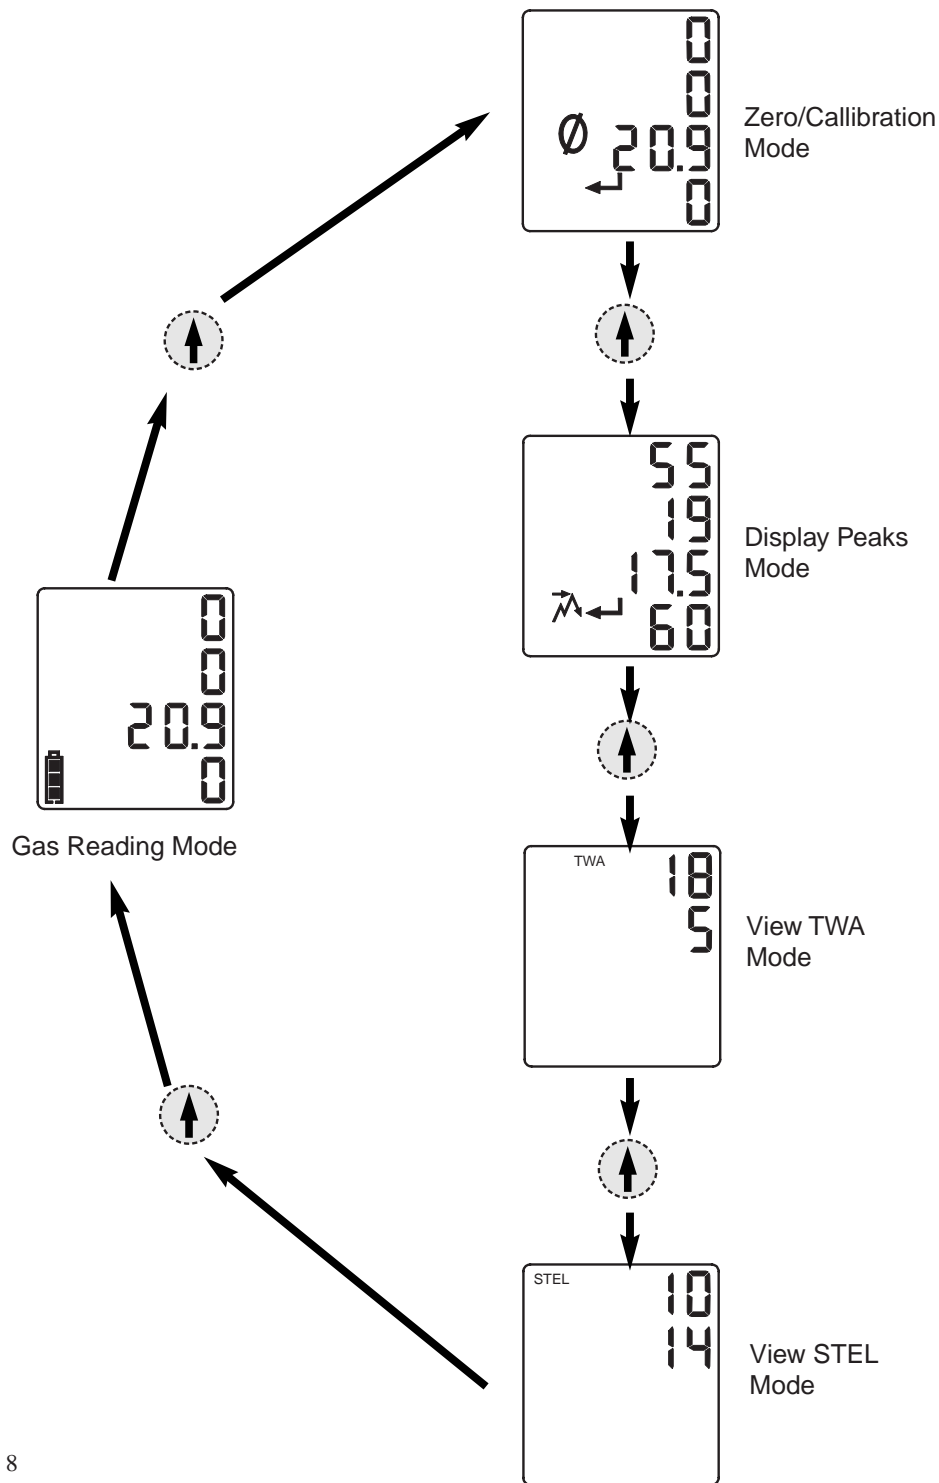 0
0
20.9
0
Zero/Callibration
Mode
55
19
17.5
60
Display Peaks
Mode
0
0
20.9
0
Gas Reading Mode
TWA 18
5
View TWA
Mode
STEL 10
14
View STEL
Mode
8